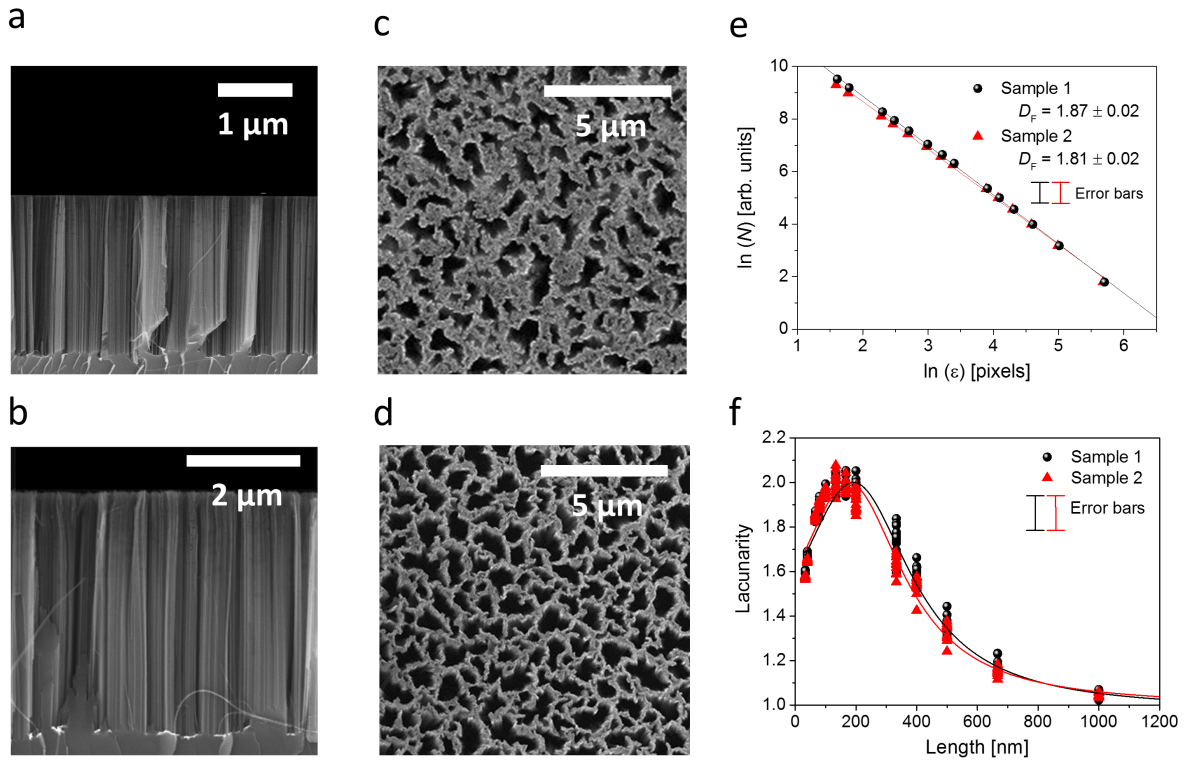 a
1 μm
b
2 μm
c
5 μm
d
5 μm
e
10
8
6
4
2
0
ln (N) [arb. units]
Sample 1
D_F = 1.87 ± 0.02
Sample 2
D_F = 1.81 ± 0.02
Error bars
1 2 3 4 5 6
ln (ε) [pixels]
f
2.2
2.0
1.8
1.6
1.4
1.2
1.0
Lacunarity
Sample 1
Sample 2
Error bars
0 200 400 600 800 1000 1200
Length [nm]